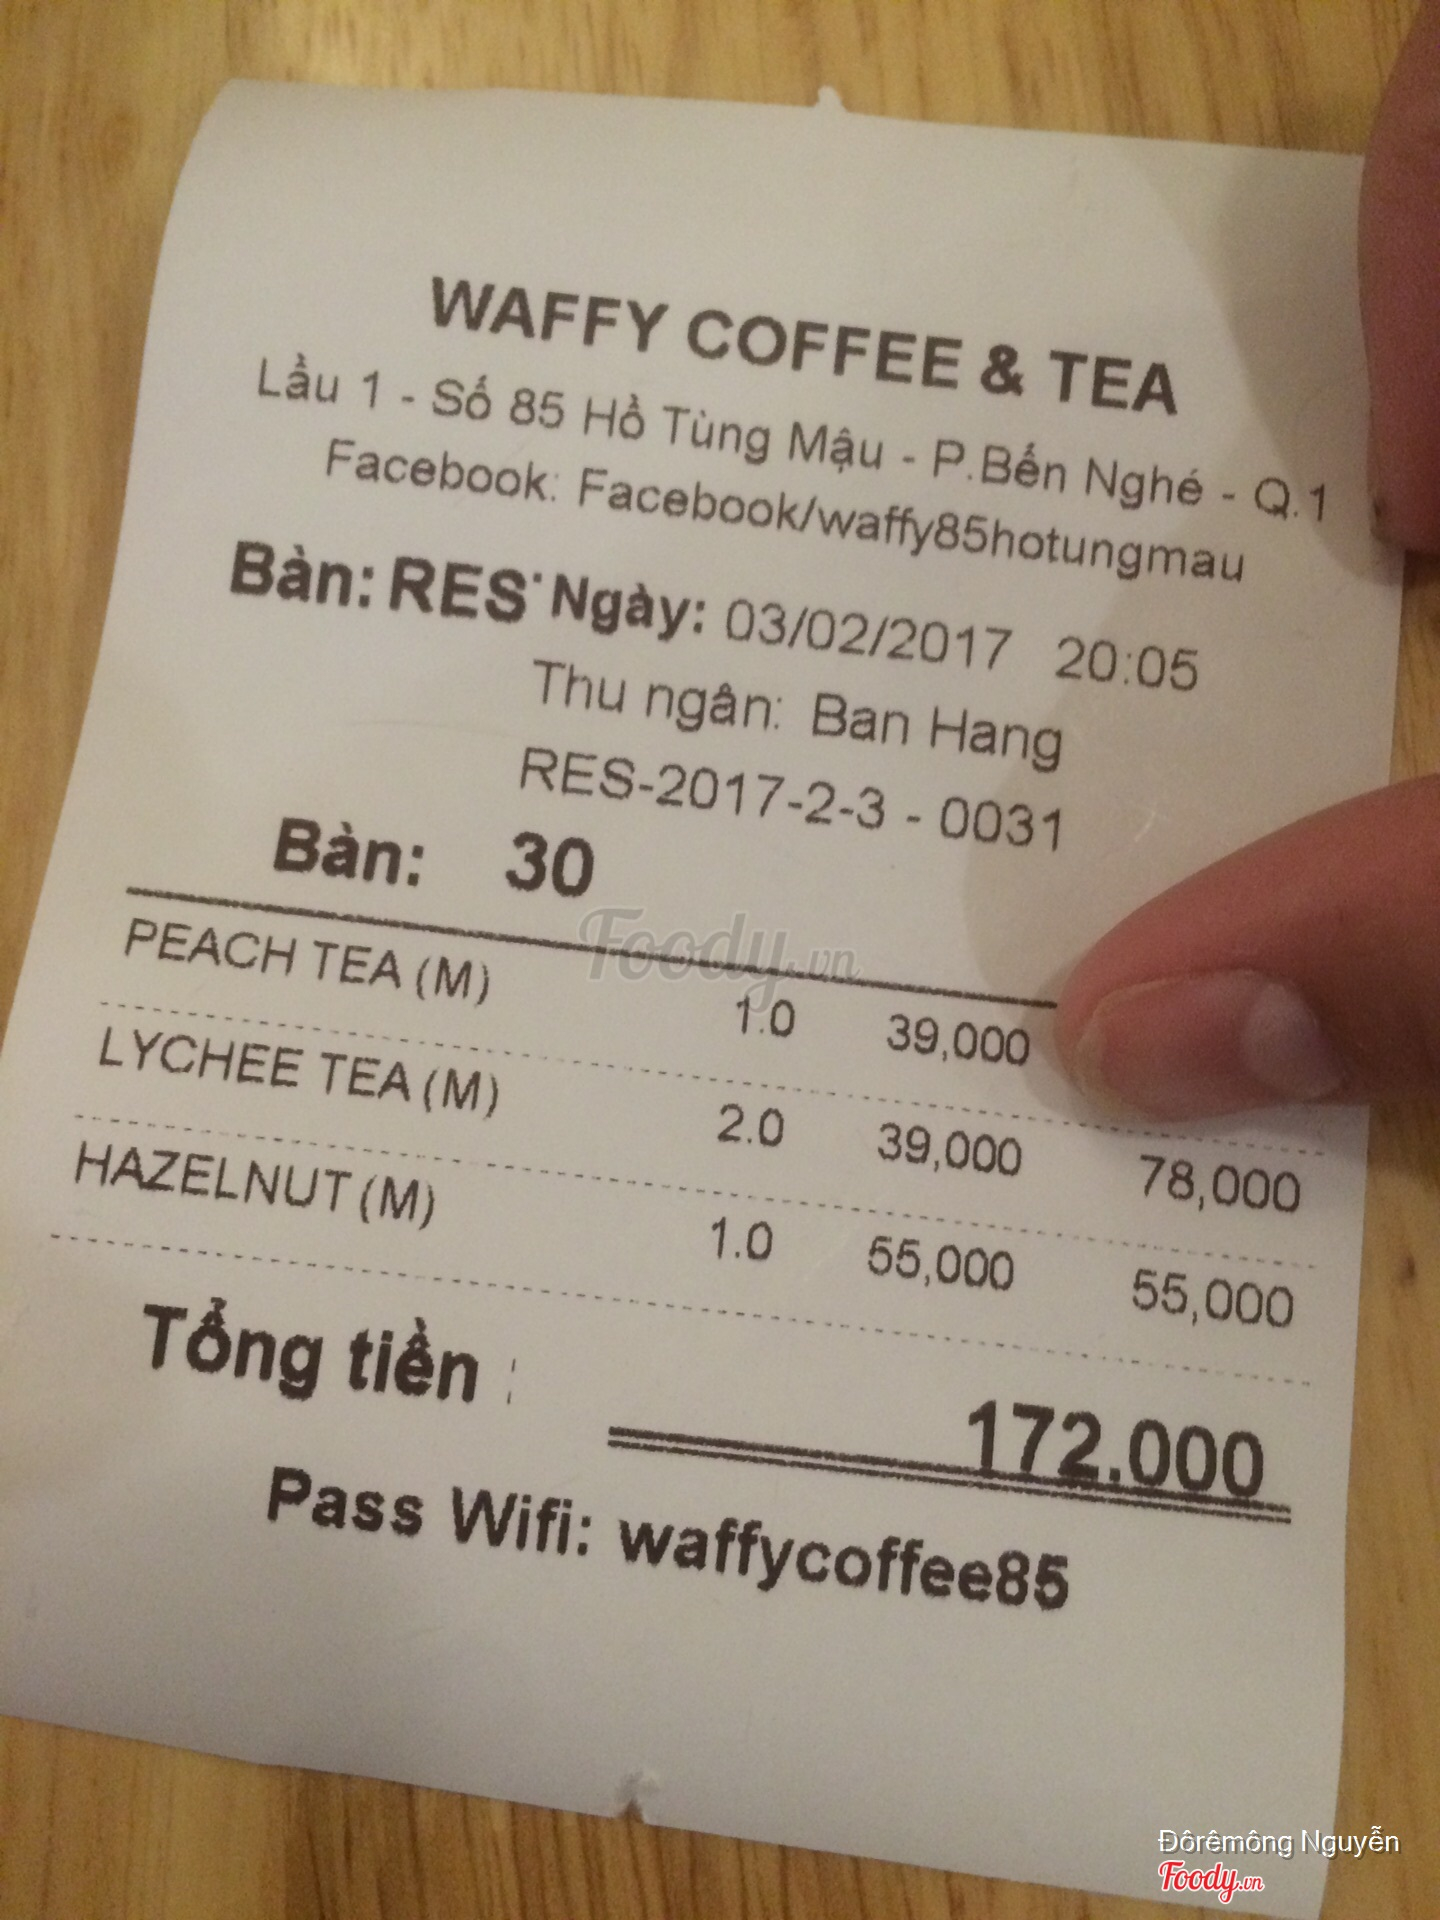 WAFFY COFFEE & TEA
Lầu 1 - Số 85 Hồ Tùng Mậu - P.Bến Nghé - Q.1
Facebook: Facebook/waffy85hotungmau
Bàn: RES Ngày: 03/02/2017 20:05
Thu ngân: Ban Hang
RES-2017-2-3 - 0031
Bàn: 30
PEACH TEA (M) 1.0 39,000
LYCHEE TEA (M) 2.0 39,000 78,000
HAZELNUT (M) 1.0 55,000 55,000
Tổng tiền : 172.000
Pass Wifi: waffycoffee85
Foody.vn
Đôrêmông Nguyễn
Foody.vn